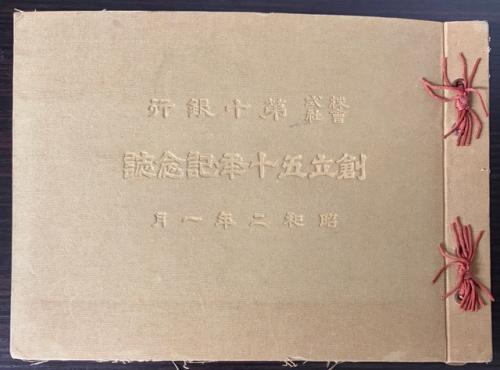 株式會社第十銀行
創立五十年記念誌
昭和二年一月